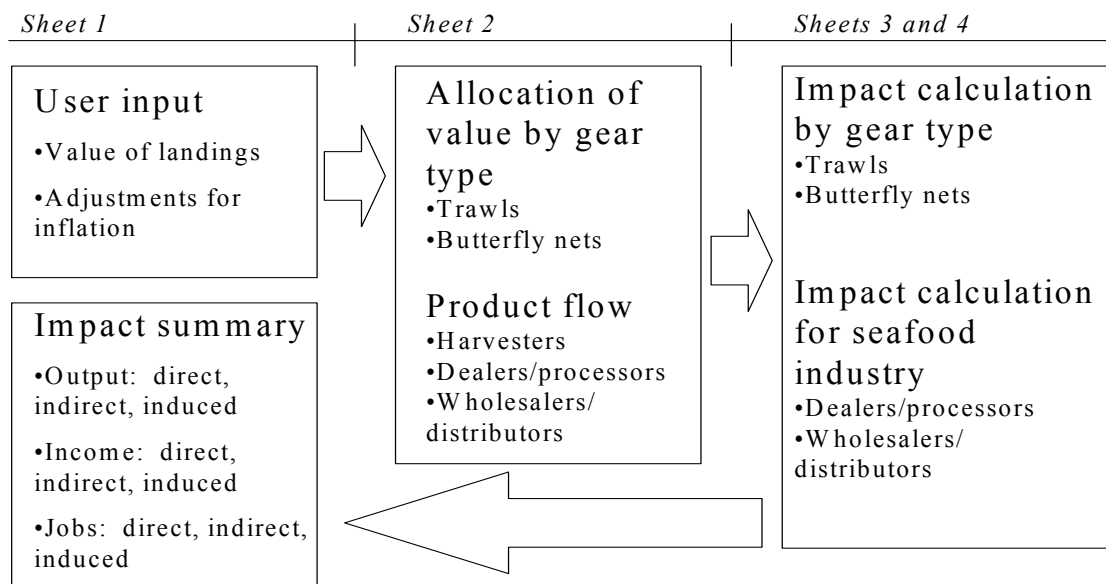 Sheet 1
Sheet 2
Sheets 3 and 4
User input
•Value of landings
•Adjustments for
inflation
Impact summary
•Output: direct,
indirect, induced
•Income: direct,
indirect, induced
•Jobs: direct, indirect,
induced
Allocation of
value by gear
type
•Trawls
•Butterfly nets
Product flow
•Harvesters
•Dealers/processors
•Wholesalers/
distributors
Impact calculation
by gear type
•Trawls
•Butterfly nets
Impact calculation
for seafood
industry
•Dealers/processors
•Wholesalers/
distributors